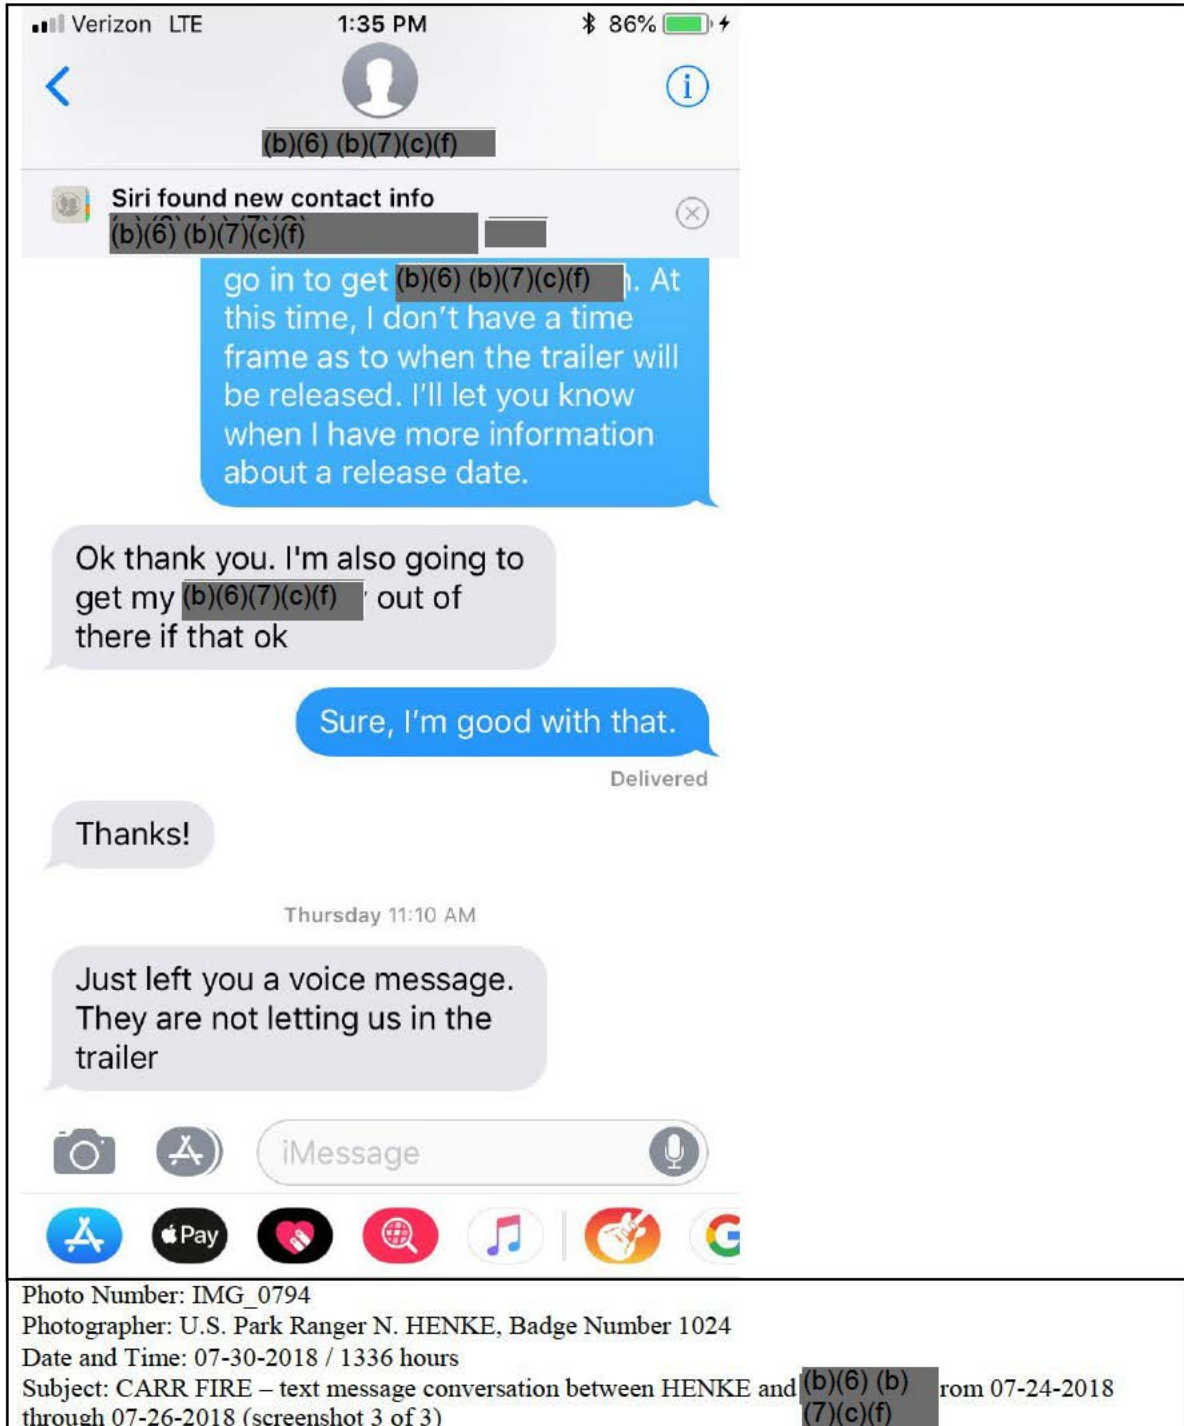 Verizon LTE 1:35 PM 86%
(b)(6) (b)(7)(c)(f)
Siri found new contact info
(b)(6) (b)(7)(c)(f)
go in to get (b)(6) (b)(7)(c)(f) . At
this time, I don't have a time
frame as to when the trailer will
be released. I'll let you know
when I have more information
about a release date.
Ok thank you. I'm also going to
get my (b)(6)(7)(c)(f) out of
there if that ok
Sure, I'm good with that.
Delivered
Thanks!
Thursday 11:10 AM
Just left you a voice message.
They are not letting us in the
trailer
iMessage
Pay
G
Photo Number: IMG_0794
Photographer: U.S. Park Ranger N. HENKE, Badge Number 1024
Date and Time: 07-30-2018 / 1336 hours
Subject: CARR FIRE – text message conversation between HENKE and (b)(6) (b) rom 07-24-2018
through 07-26-2018 (screenshot 3 of 3) (7)(c)(f)